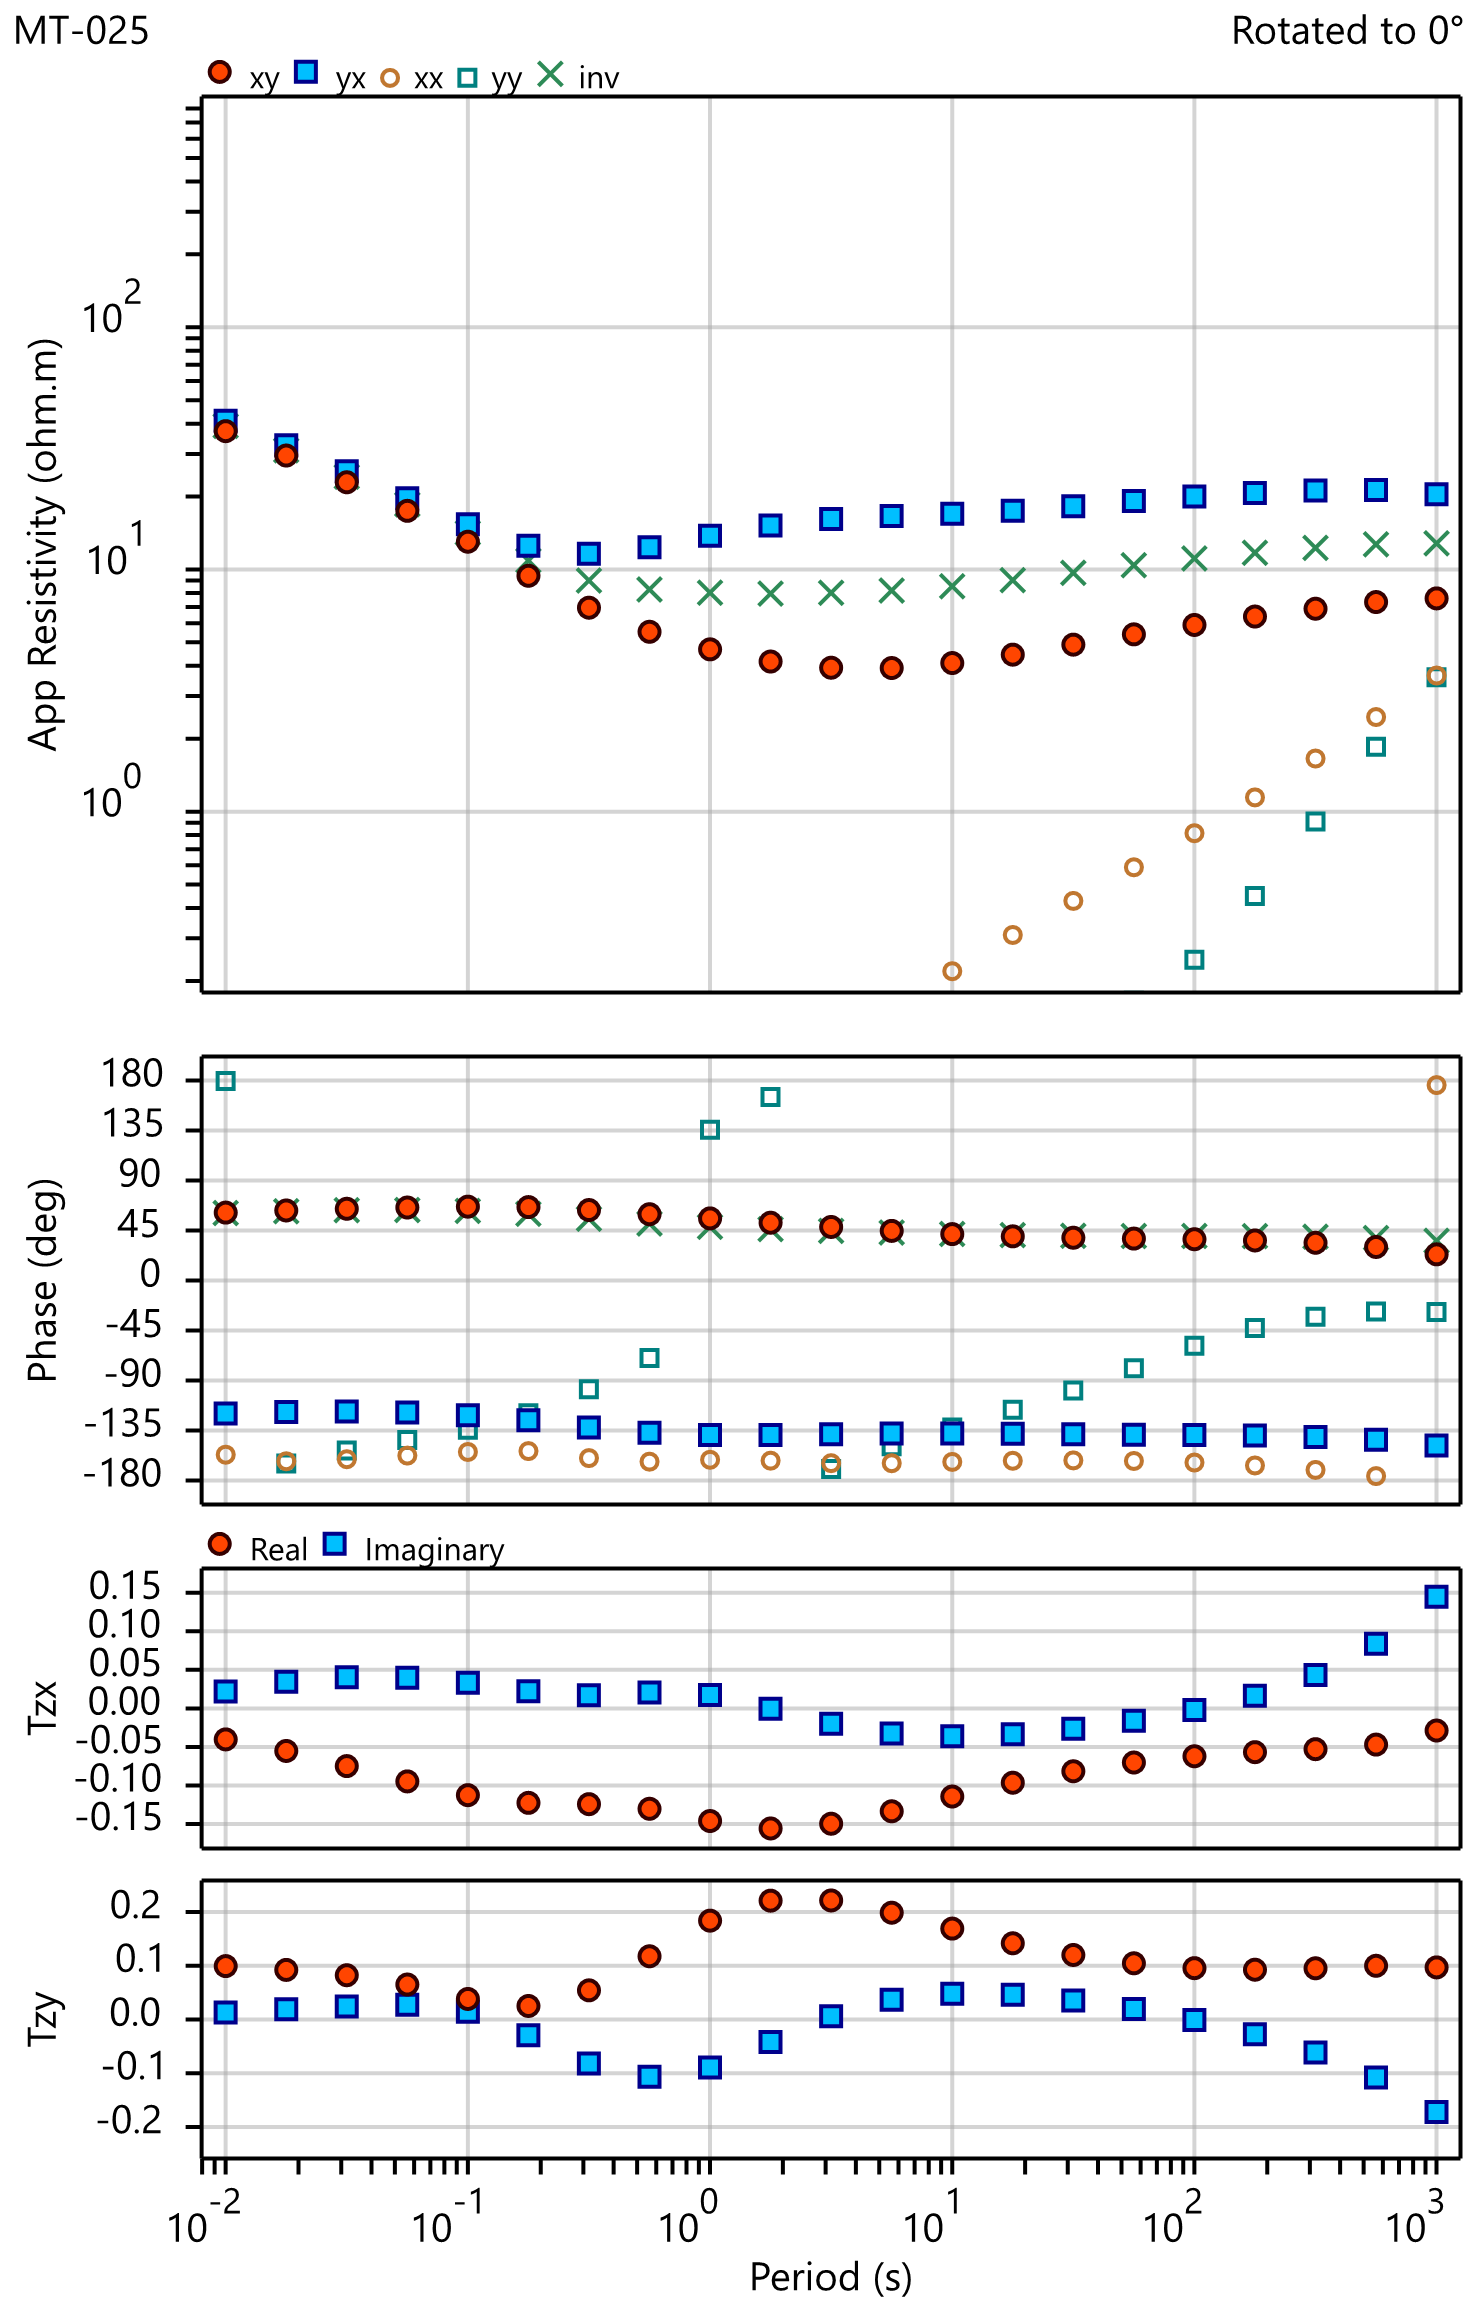 MT-025 Rotated to 0°
xy yx xx yy inv
10^2
10^1
10^0
App Resistivity (ohm.m)
180
135
90
45
0
-45
-90
-135
-180
Phase (deg)
Real Imaginary
0.15
0.10
0.05
0.00
-0.05
-0.10
-0.15
Tzx
0.2
0.1
0.0
-0.1
-0.2
Tzy
10^-2 10^-1 10^0 10^1 10^2 10^3
Period (s)